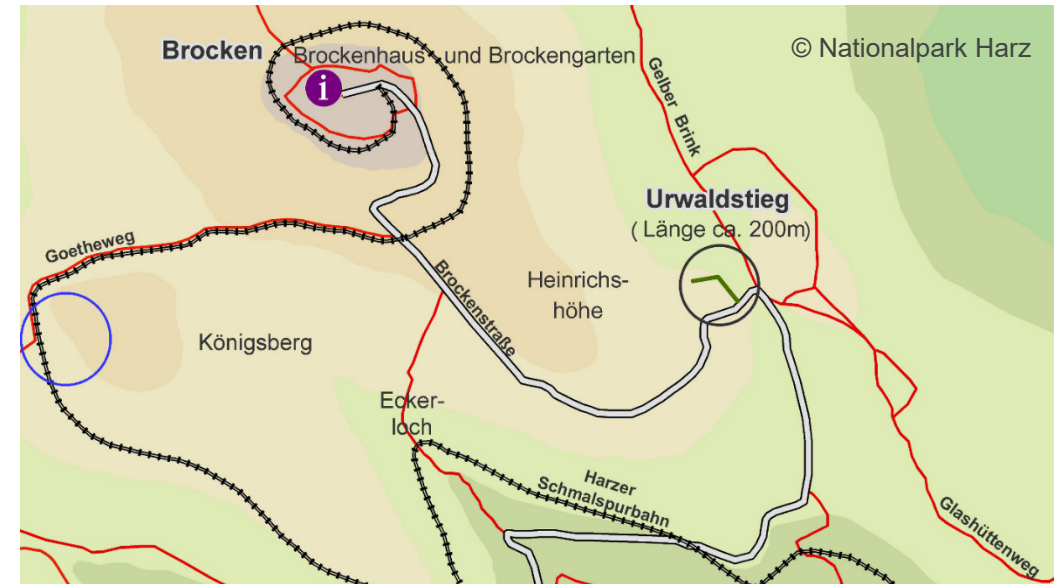 Brocken
Brockenhaus und Brockengarten
© Nationalpark Harz
i
Gelber Brink
Urwaldstieg
( Länge ca. 200m)
Goetheweg
Brockenstraße
Heinrichs-
höhe
Königsberg
Ecker-
loch
Harzer
Schmalspurbahn
Glashüttenweg